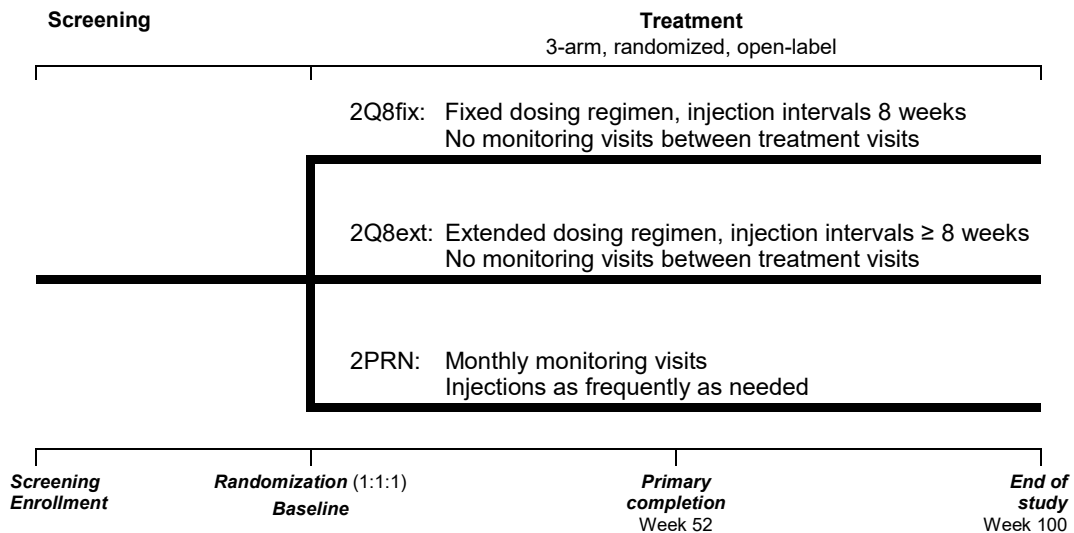 Screening
Treatment
3-arm, randomized, open-label
2Q8fix: Fixed dosing regimen, injection intervals 8 weeks
No monitoring visits between treatment visits
2Q8ext: Extended dosing regimen, injection intervals ≥ 8 weeks
No monitoring visits between treatment visits
2PRN: Monthly monitoring visits
Injections as frequently as needed
Screening
Enrollment
Randomization (1:1:1)
Baseline
Primary
completion
Week 52
End of
study
Week 100